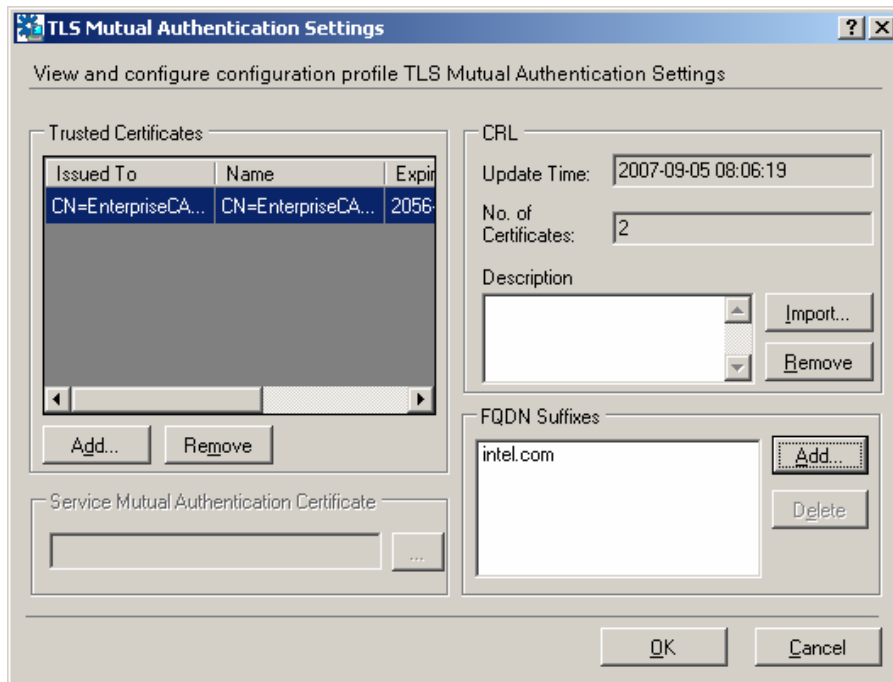 TLS Mutual Authentication Settings
View and configure configuration profile TLS Mutual Authentication Settings
Trusted Certificates
Issued To Name Expir
CN=EnterpriseCA... CN=EnterpriseCA... 2056-
Add... Remove
Service Mutual Authentication Certificate
...
CRL
Update Time: 2007-09-05 08:06:19
No. of
Certificates: 2
Description
Import...
Remove
FQDN Suffixes
intel.com
Add...
Delete
OK Cancel